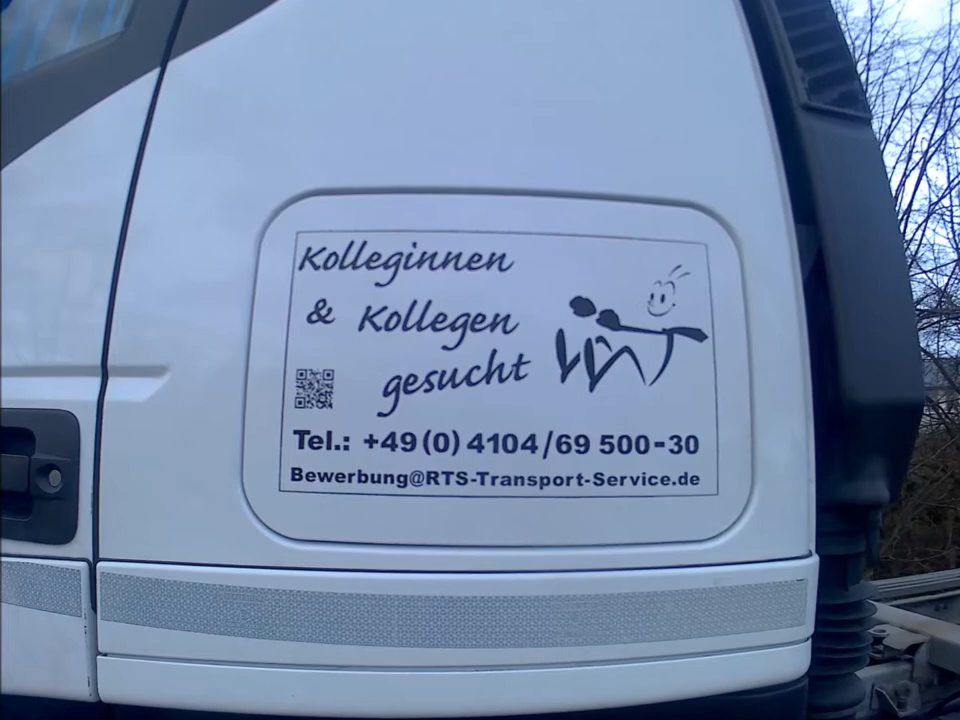 Kolleginnen
& Kollegen
gesucht
Tel.: +49(0) 4104/69 500-30
Bewerbung@RTS-Transport-Service.de